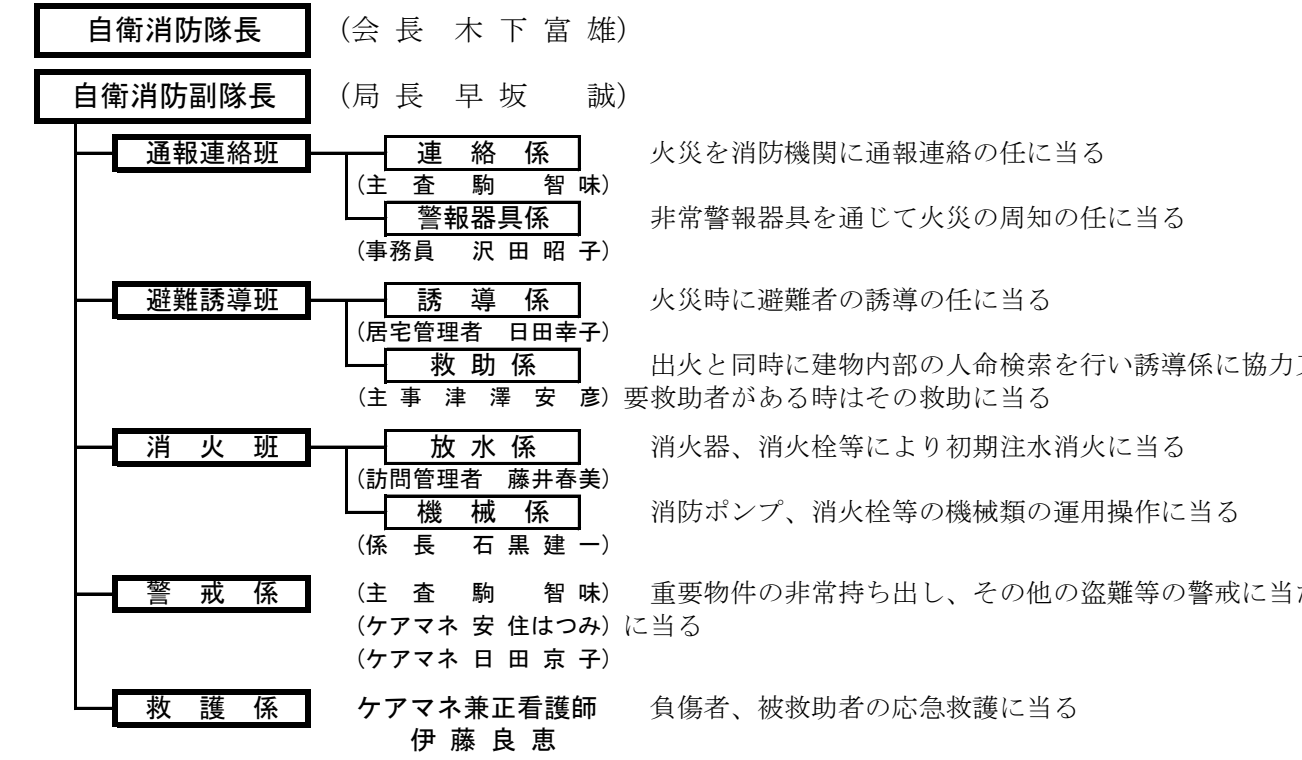 自衛消防隊長 (会 長 木 下 富 雄)
自衛消防副隊長 (局 長 早 坂 誠)
通報連絡班 連 絡 係 火災を消防機関に通報連絡の任に当る
(主 査 駒 智 味)
警報器具係 非常警報器具を通じて火災の周知の任に当る
(事務員 沢 田 昭 子)
避難誘導班 誘 導 係 火災時に避難者の誘導の任に当る
(居宅管理者 日田幸子)
救 助 係 出火と同時に建物内部の人命検索を行い誘導係に協力
(主 事 津 澤 安 彦) 要救助者がある時はその救助に当る
消 火 班 放 水 係 消火器、消火栓等により初期注水消火に当る
(訪問管理者 藤井春美)
機 械 係 消防ポンプ、消火栓等の機械類の運用操作に当る
(係 長 石 黒 建 一)
警 戒 係 (主 査 駒 智 味) 重要物件の非常持ち出し、その他の盗難等の警戒に当
(ケアマネ 安 住はつみ) に当る
(ケアマネ 日 田 京 子)
救 護 係 ケアマネ兼正看護師 負傷者、被救助者の応急救護に当る
伊 藤 良 恵